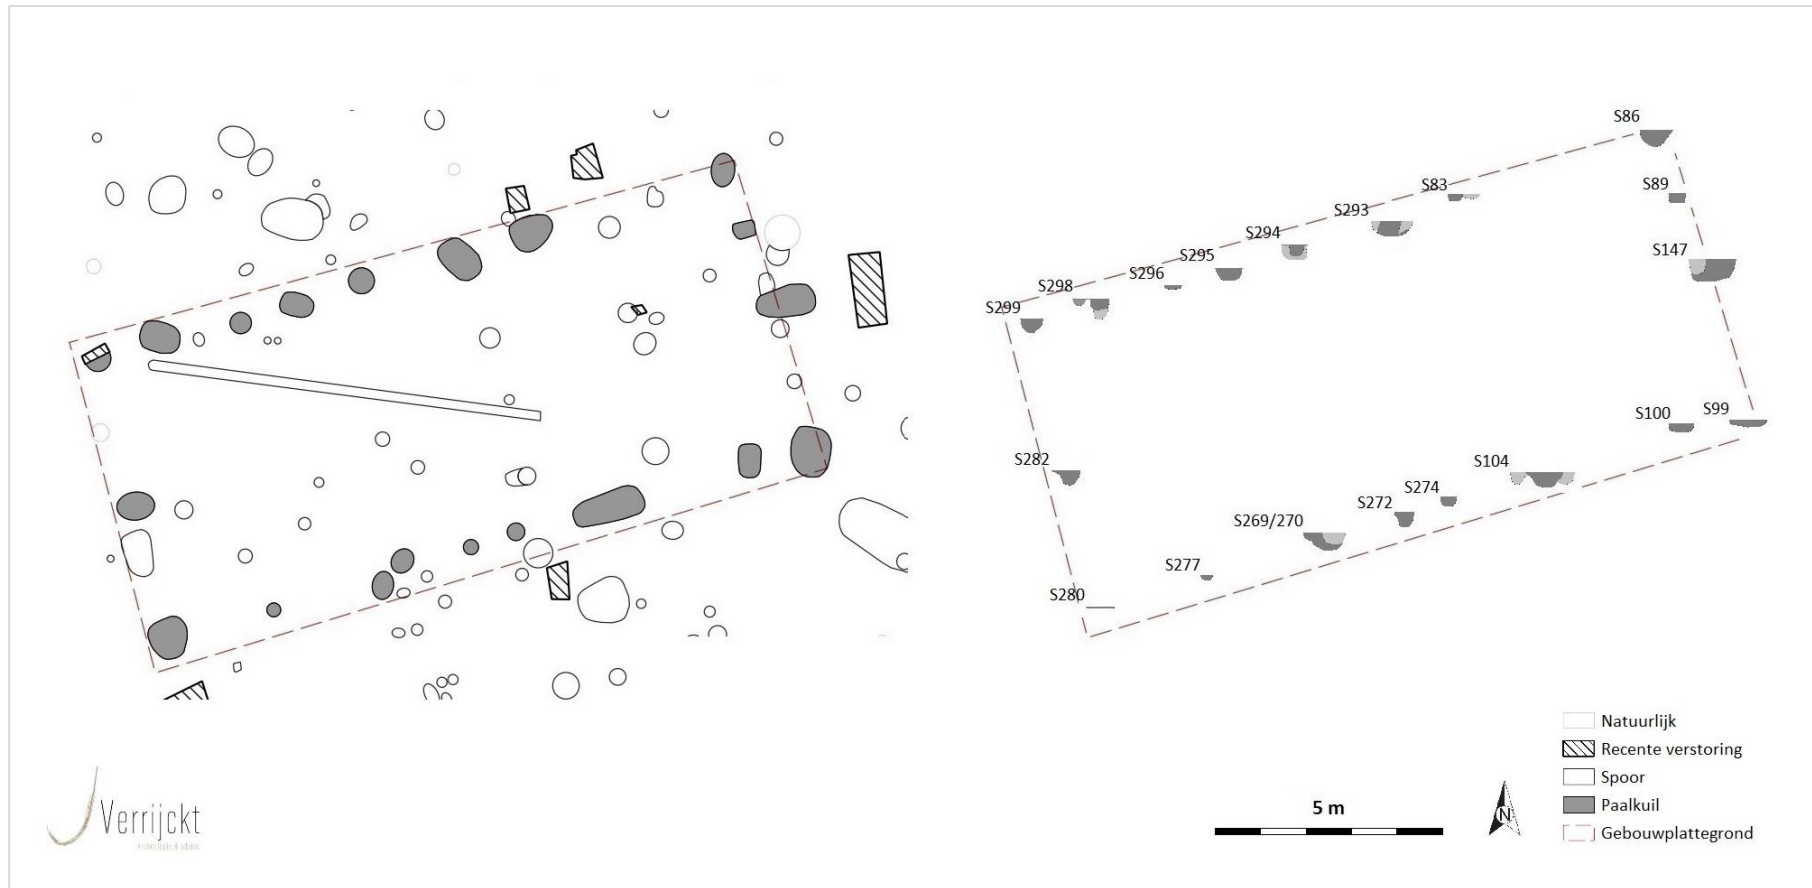 S86
S83
S89
S293
S294
S147
S295
S296
S298
S299
S100
S99
S282
S104
S274
S272
S269/270
S277
S280
Natuurlijk
Recente verstoring
Spoor
Paalkuil
Gebouwplattegrond
5 m
N
Verrijckt